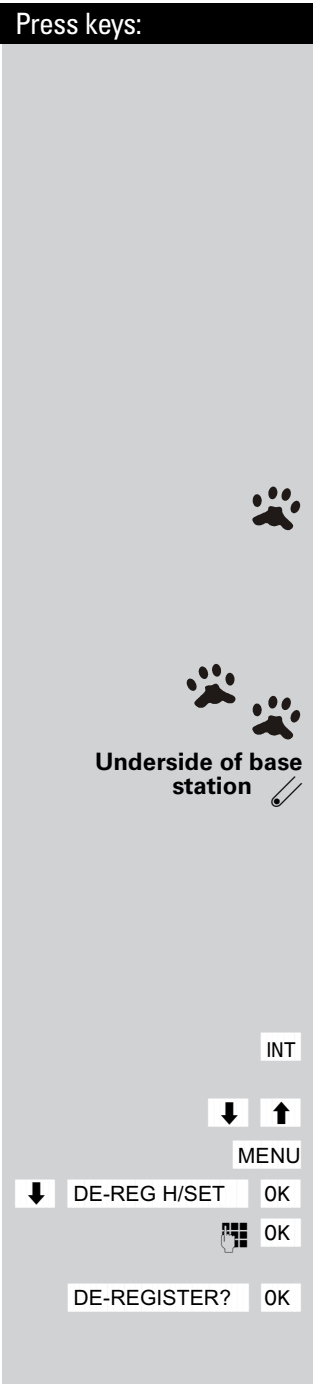 Press keys:
Underside of base
station
INT
MENU
DE-REG H/SET OK
OK
DE-REGISTER? OK